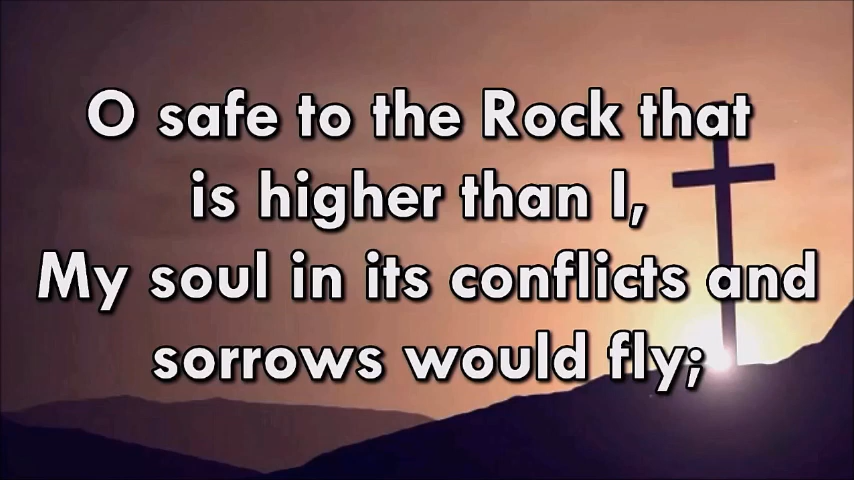 O safe to the Rock that
is higher than I,
My soul in its conflicts and
sorrows would fly;